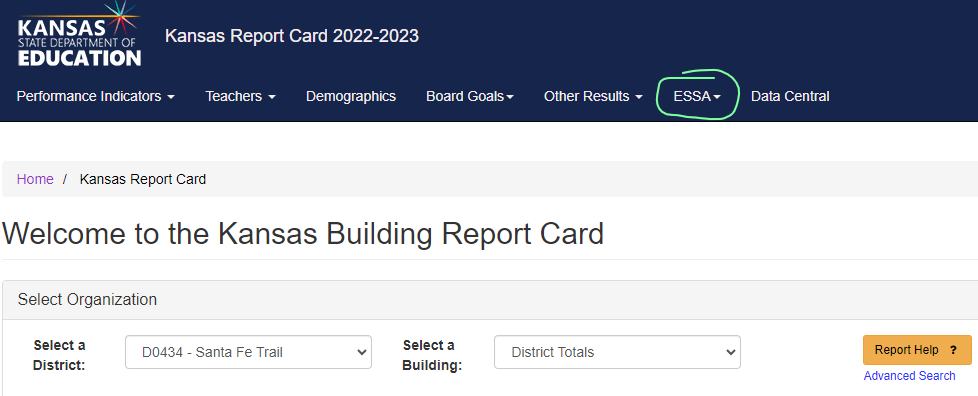 KANSAS
STATE DEPARTMENT OF
EDUCATION
Kansas Report Card 2022-2023
Performance Indicators Teachers Demographics Board Goals Other Results ESSA Data Central
Home / Kansas Report Card
Welcome to the Kansas Building Report Card
Select Organization
Select a District: D0434 - Santa Fe Trail Select a Building: District Totals Report Help ?
Advanced Search